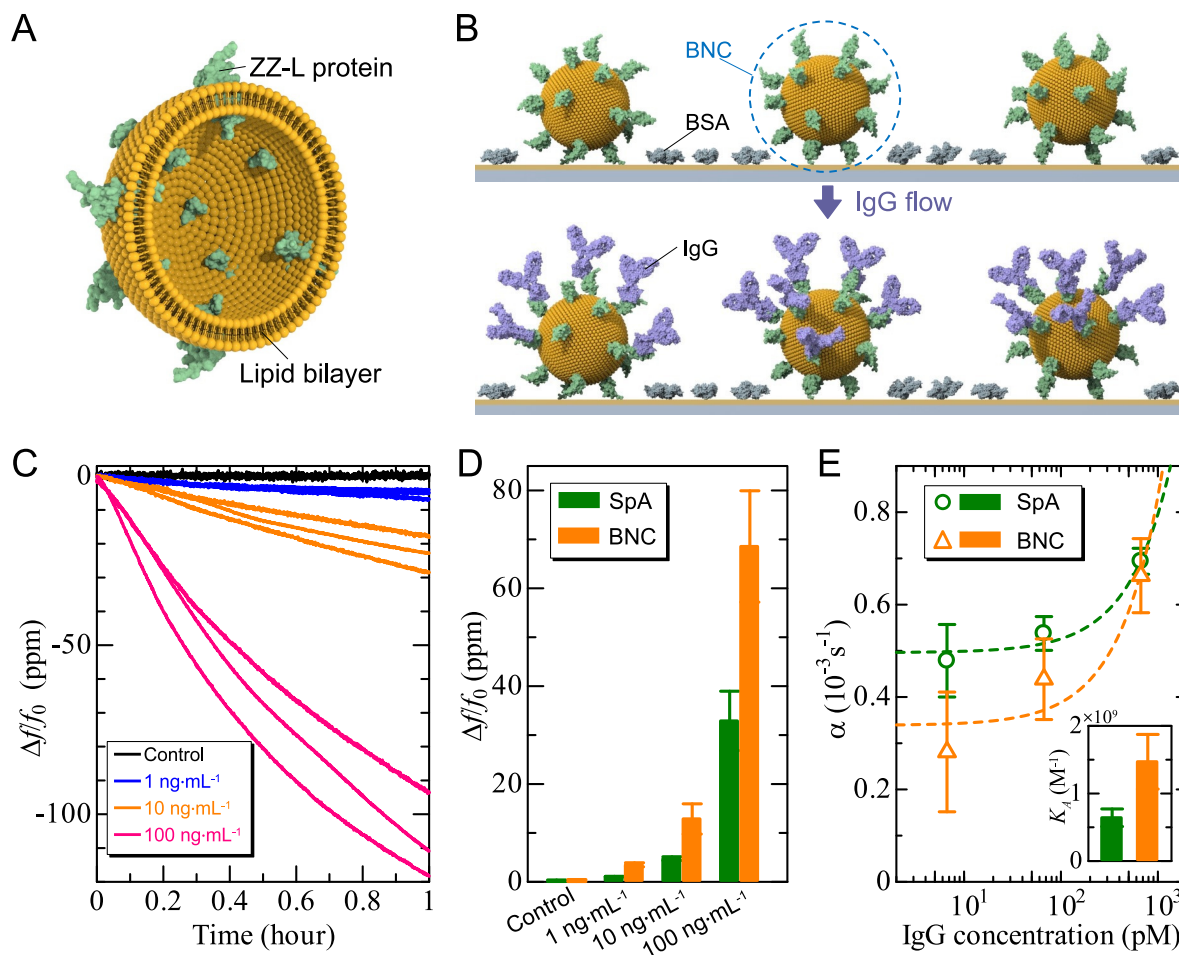 A
ZZ-L protein
Lipid bilayer
B
BNC
BSA
IgG flow
IgG
C
0
-50
-100
Δf/f0 (ppm)
Control
1 ng·mL⁻¹
10 ng·mL⁻¹
100 ng·mL⁻¹
0 0.2 0.4 0.6 0.8 1
Time (hour)
D
80
60
40
20
0
Δf/f0 (ppm)
SpA
BNC
Control
1 ng·mL⁻¹
10 ng·mL⁻¹
100 ng·mL⁻¹
E
0.8
0.6
0.4
0.2
α (10⁻³ s⁻¹)
SpA
BNC
2 ×10⁹
1
0
K_A (M⁻¹)
10¹ 10² 10³
IgG concentration (pM)